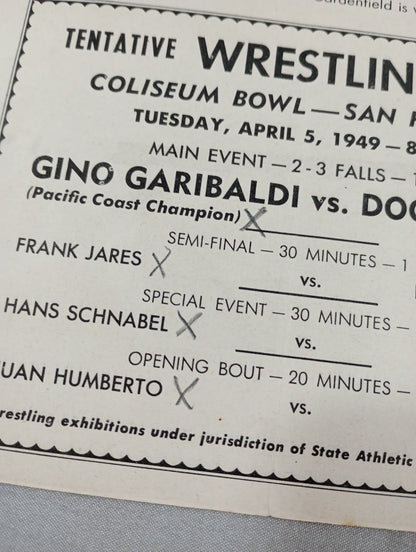 ardenfield is
TENTATIVE WRESTLIN
COLISEUM BOWL — SAN
TUESDAY, APRIL 5, 1949 — 8
MAIN EVENT — 2 - 3 FALLS — 1
GINO GARIBALDI vs. DO
(Pacific Coast Champion) X
SEMI-FINAL — 30 MINUTES — 1
FRANK JARES X
vs.
SPECIAL EVENT — 30 MINUTES —
HANS SCHNABEL X
vs.
OPENING BOUT — 20 MINUTES —
UAN HUMBERTO X
vs.
restling exhibitions under jurisdiction of State Athletic